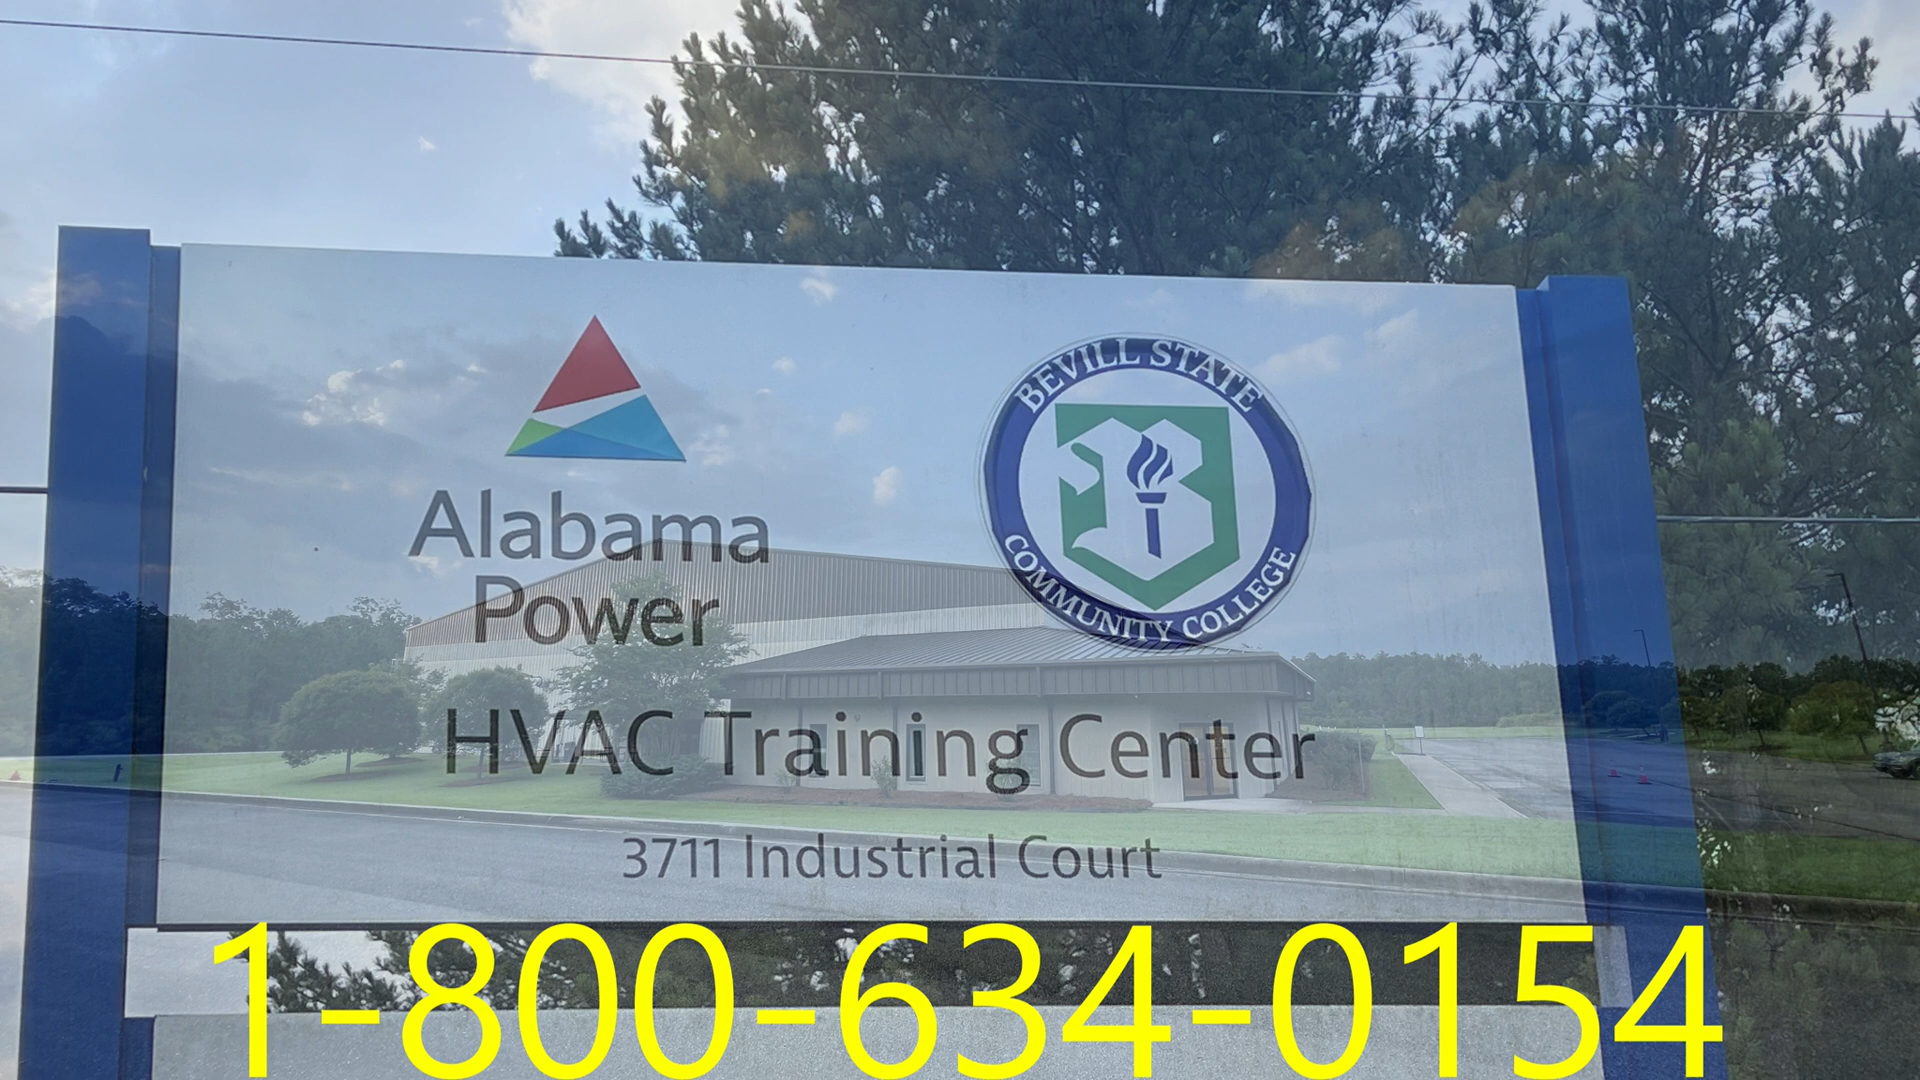 Alabama
Power
BEVILL STATE
COMMUNITY COLLEGE
HVAC Training Center
3711 Industrial Court
1-800-634-0154